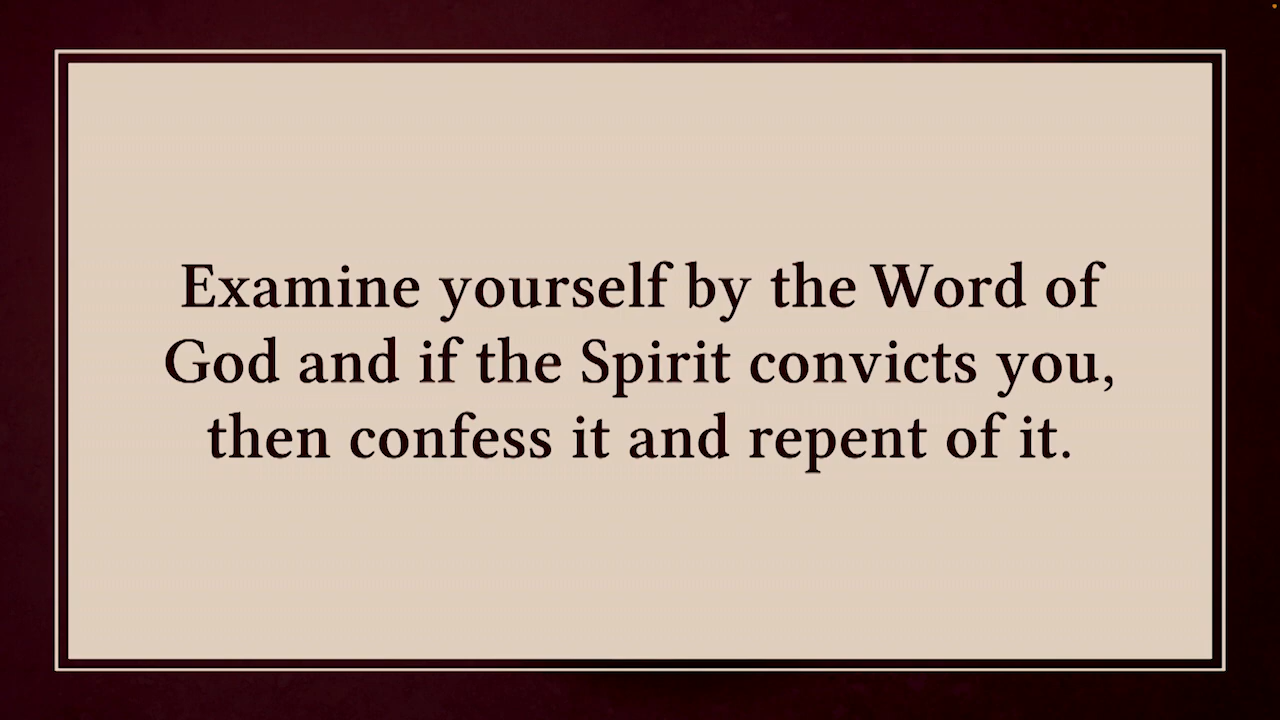 Examine yourself by the Word of
God and if the Spirit convicts you,
then confess it and repent of it.